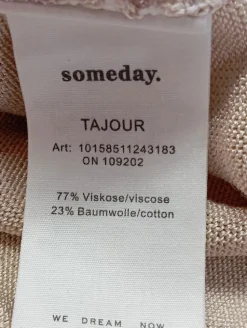 someday.
TAJOUR
Art: 10158511243183
ON 109202
77% Viskose/viscose
23% Baumwolle/cotton
WE DREAM NOW